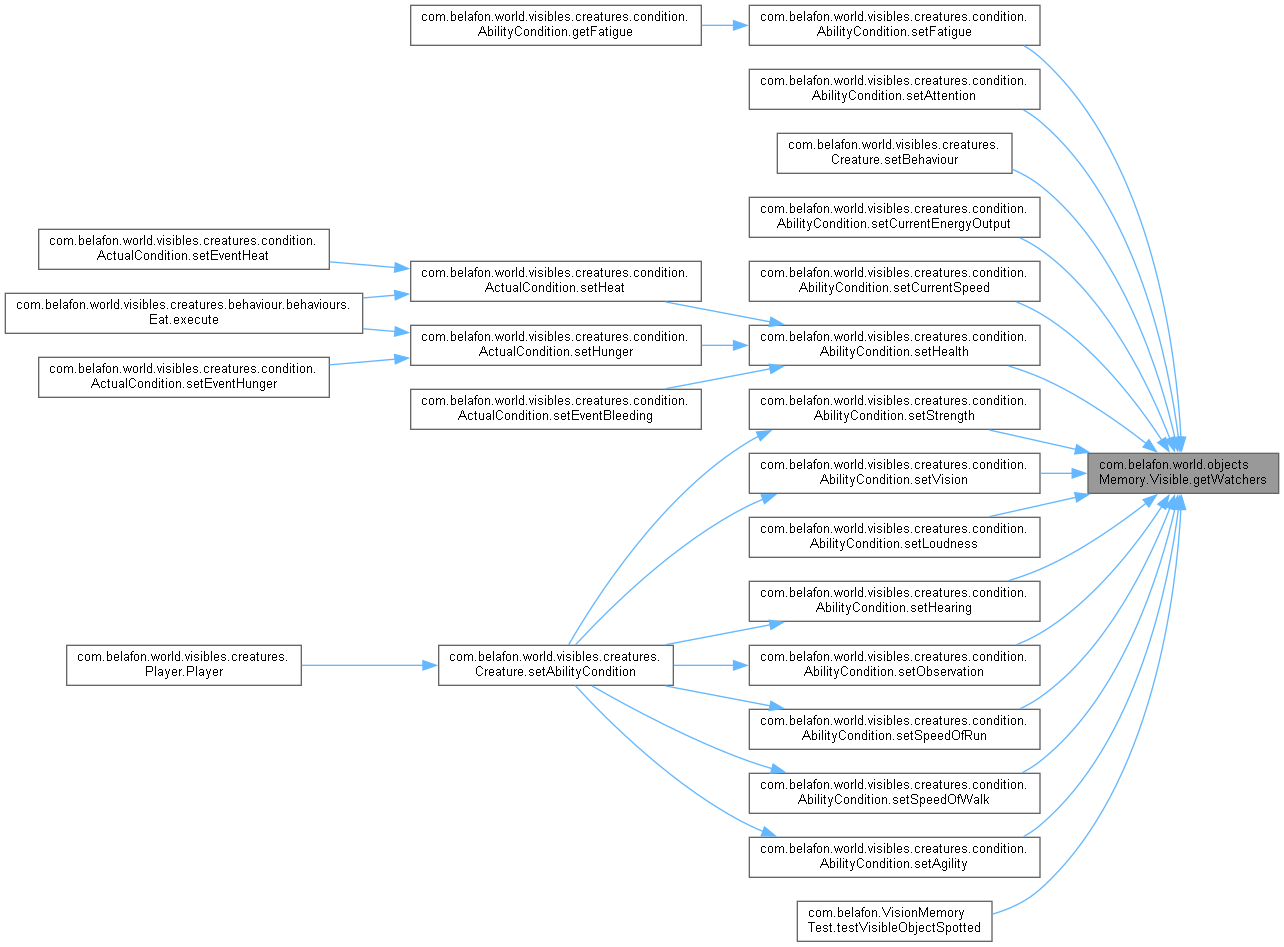 com.belafon.world.visibles.creatures.condition.
AbilityCondition.getFatigue
com.belafon.world.visibles.creatures.condition.
AbilityCondition.setFatigue
com.belafon.world.visibles.creatures.condition.
AbilityCondition.setAttention
com.belafon.world.visibles.creatures.
Creature.setBehaviour
com.belafon.world.visibles.creatures.condition.
AbilityCondition.setCurrentEnergyOutput
com.belafon.world.visibles.creatures.condition.
ActualCondition.setEventHeat
com.belafon.world.visibles.creatures.condition.
ActualCondition.setHeat
com.belafon.world.visibles.creatures.condition.
AbilityCondition.setCurrentSpeed
com.belafon.world.visibles.creatures.behaviour.behaviours.
Eat.execute
com.belafon.world.visibles.creatures.condition.
ActualCondition.setHunger
com.belafon.world.visibles.creatures.condition.
AbilityCondition.setHealth
com.belafon.world.visibles.creatures.condition.
ActualCondition.setEventHunger
com.belafon.world.visibles.creatures.condition.
ActualCondition.setEventBleeding
com.belafon.world.visibles.creatures.condition.
AbilityCondition.setStrength
com.belafon.world.visibles.creatures.condition.
AbilityCondition.setVision
com.belafon.world.objects
Memory.Visible.getWatchers
com.belafon.world.visibles.creatures.condition.
AbilityCondition.setLoudness
com.belafon.world.visibles.creatures.condition.
AbilityCondition.setHearing
com.belafon.world.visibles.creatures.
Player.Player
com.belafon.world.visibles.creatures.
Creature.setAbilityCondition
com.belafon.world.visibles.creatures.condition.
AbilityCondition.setObservation
com.belafon.world.visibles.creatures.condition.
AbilityCondition.setSpeedOfRun
com.belafon.world.visibles.creatures.condition.
AbilityCondition.setSpeedOfWalk
com.belafon.world.visibles.creatures.condition.
AbilityCondition.setAgility
com.belafon.VisionMemory
Test.testVisibleObjectSpotted